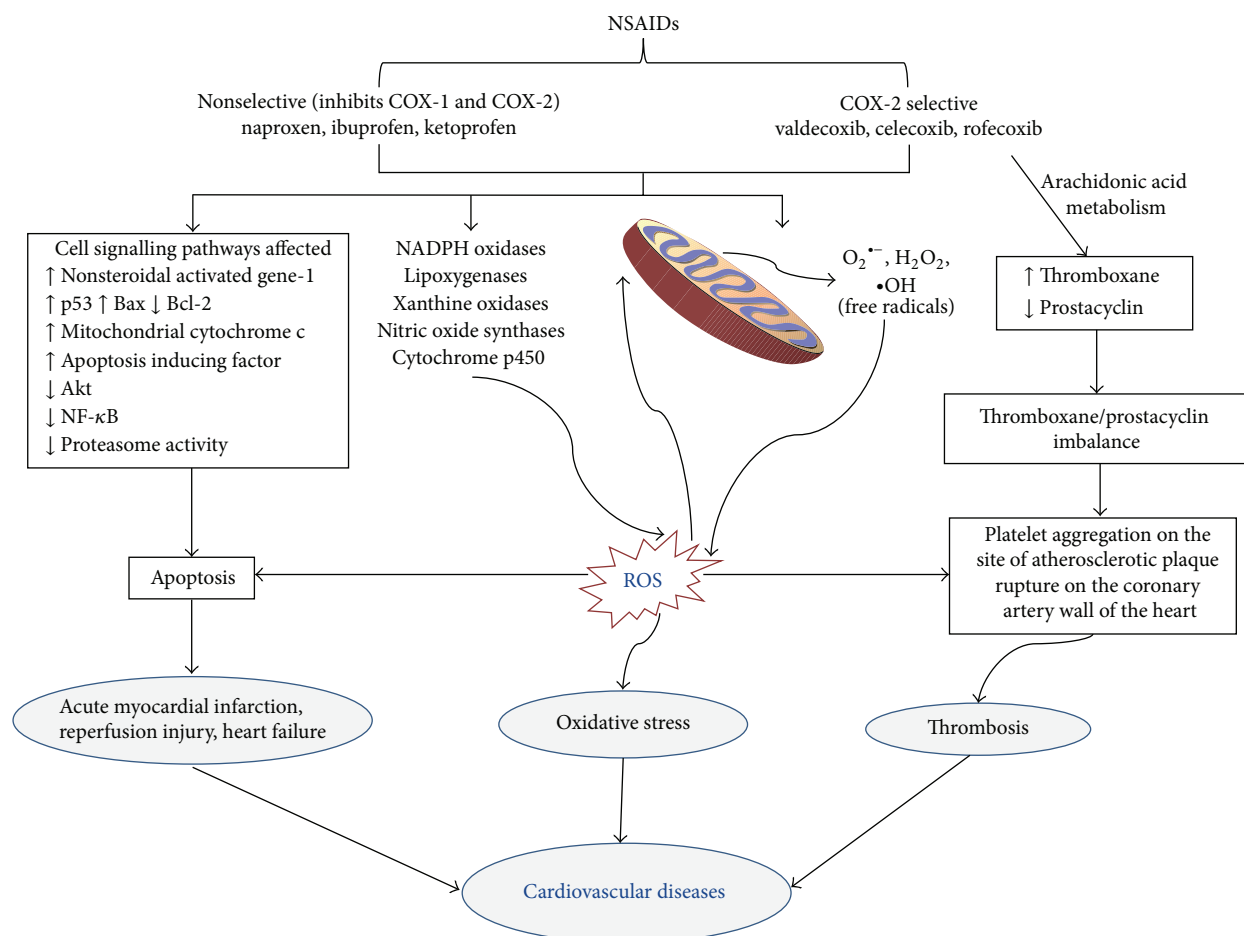 NSAIDs
Nonselective (inhibits COX-1 and COX-2)
naproxen, ibuprofen, ketoprofen
COX-2 selective
valdecoxib, celecoxib, rofecoxib
Arachidonic acid
metabolism
Cell signalling pathways affected
↑ Nonsteroidal activated gene-1
↑ p53 ↑ Bax ↓ Bcl-2
↑ Mitochondrial cytochrome c
↑ Apoptosis inducing factor
↓ Akt
↓ NF-κB
↓ Proteasome activity
NADPH oxidases
Lipoxygenases
Xanthine oxidases
Nitric oxide synthases
Cytochrome p450
O₂•⁻, H₂O₂,
•OH
(free radicals)
↑ Thromboxane
↓ Prostacyclin
Thromboxane/prostacyclin
imbalance
Platelet aggregation on the
site of atherosclerotic plaque
rupture on the coronary
artery wall of the heart
Apoptosis
ROS
Acute myocardial infarction,
reperfusion injury, heart failure
Oxidative stress
Thrombosis
Cardiovascular diseases